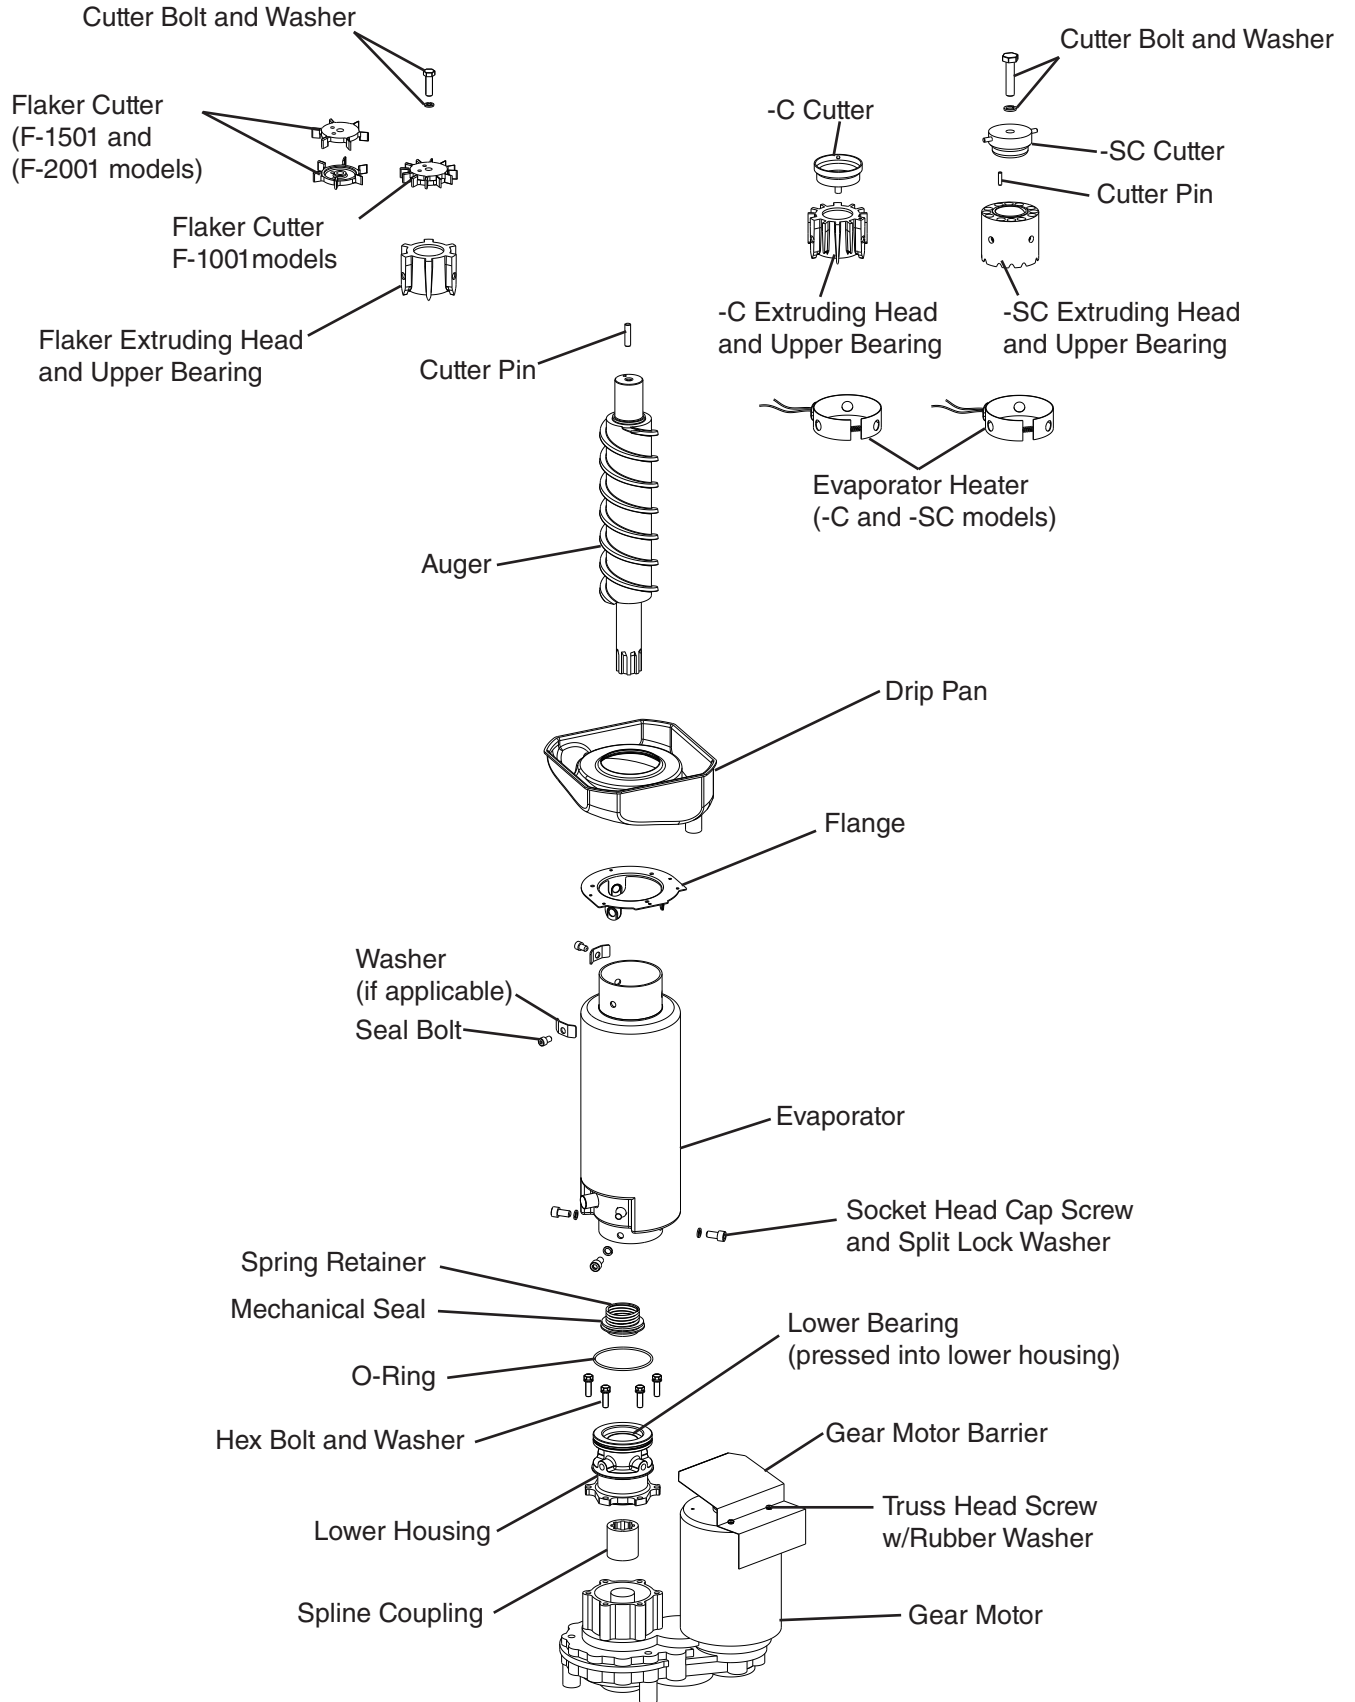 Cutter Bolt and Washer
Cutter Bolt and Washer
Flaker Cutter
(F-1501 and
(F-2001 models)
-C Cutter
-SC Cutter
Cutter Pin
Flaker Cutter
F-1001models
-C Extruding Head
and Upper Bearing
-SC Extruding Head
and Upper Bearing
Flaker Extruding Head
and Upper Bearing
Cutter Pin
Evaporator Heater
(-C and -SC models)
Auger
Drip Pan
Flange
Washer
(if applicable)
Seal Bolt
Evaporator
Socket Head Cap Screw
and Split Lock Washer
Spring Retainer
Mechanical Seal
Lower Bearing
(pressed into lower housing)
O-Ring
Hex Bolt and Washer
Gear Motor Barrier
Truss Head Screw
w/Rubber Washer
Lower Housing
Spline Coupling
Gear Motor